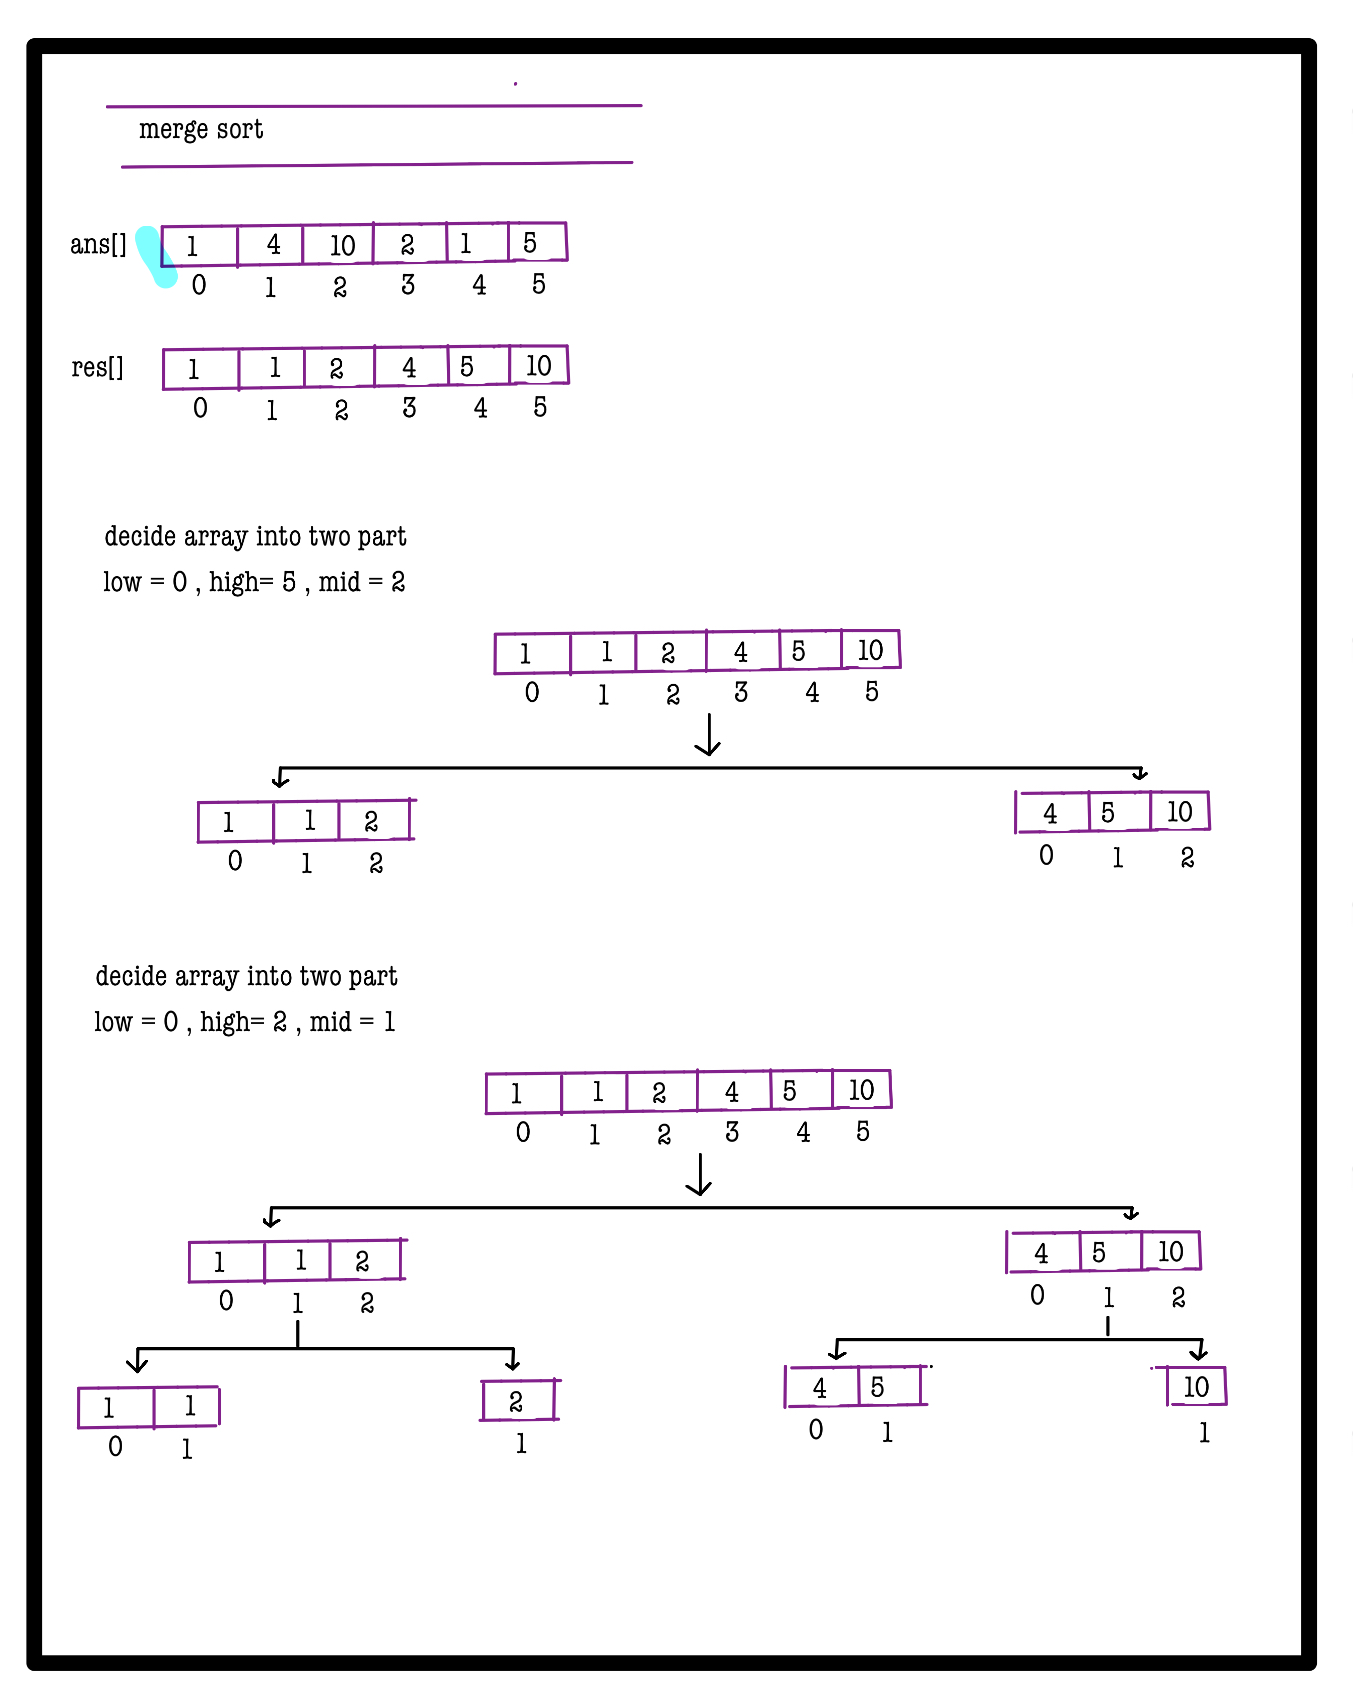 merge sort
ans[] 1 4 10 2 1 5
0 1 2 3 4 5
res[] 1 1 2 4 5 10
0 1 2 3 4 5
decide array into two part
low = 0 , high= 5 , mid = 2
1 1 2 4 5 10
0 1 2 3 4 5
1 1 2
0 1 2
4 5 10
0 1 2
decide array into two part
low = 0 , high= 2 , mid = 1
1 1 2 4 5 10
0 1 2 3 4 5
1 1 2
0 1 2
4 5 10
0 1 2
1 1
0 1
2
1
4 5
0 1
10
1